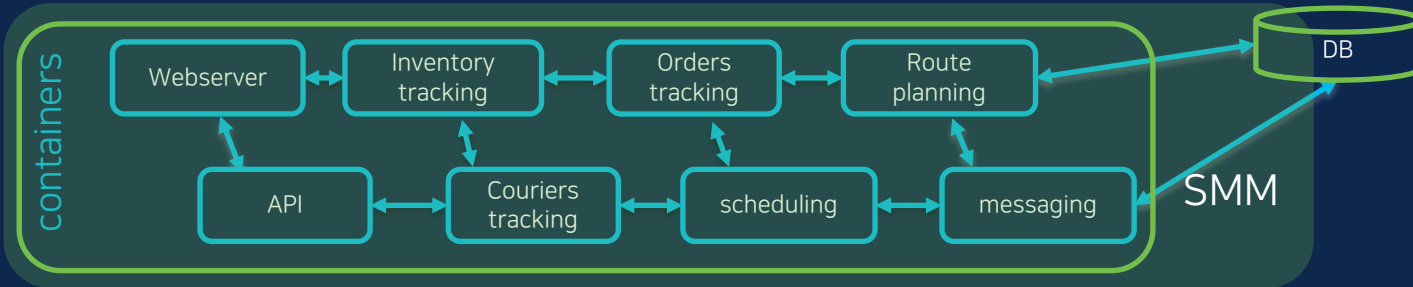 containers
Webserver
Inventory
tracking
Orders
tracking
Route
planning
DB
API
Couriers
tracking
scheduling
messaging
SMM